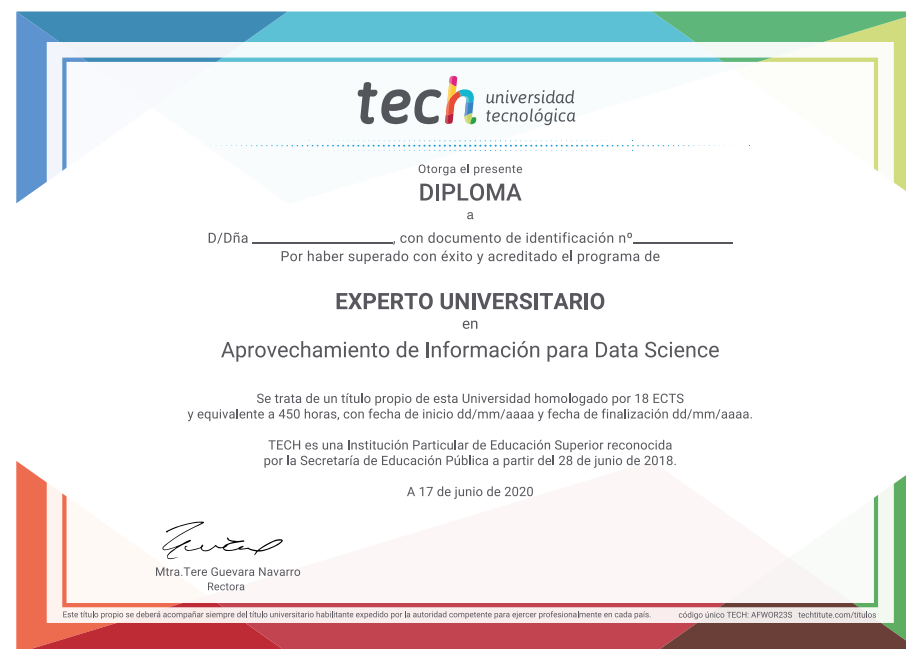 tech universidad
tecnológica
Otorga el presente
DIPLOMA
a
D/Dña ____________________, con documento de identificación nº______________
Por haber superado con éxito y acreditado el programa de
EXPERTO UNIVERSITARIO
en
Aprovechamiento de Información para Data Science
Se trata de un título propio de esta Universidad homologado por 18 ECTS
y equivalente a 450 horas, con fecha de inicio dd/mm/aaaa y fecha de finalización dd/mm/aaaa.
TECH es una Institución Particular de Educación Superior reconocida
por la Secretaría de Educación Pública a partir del 28 de junio de 2018.
A 17 de junio de 2020
Mtra.Tere Guevara Navarro
Rectora
Este título propio se deberá acompañar siempre del título universitario habilitante expedido por la autoridad competente para ejercer profesionalmente en cada país. código único TECH: AFWOR23S techtitute.com/titulos